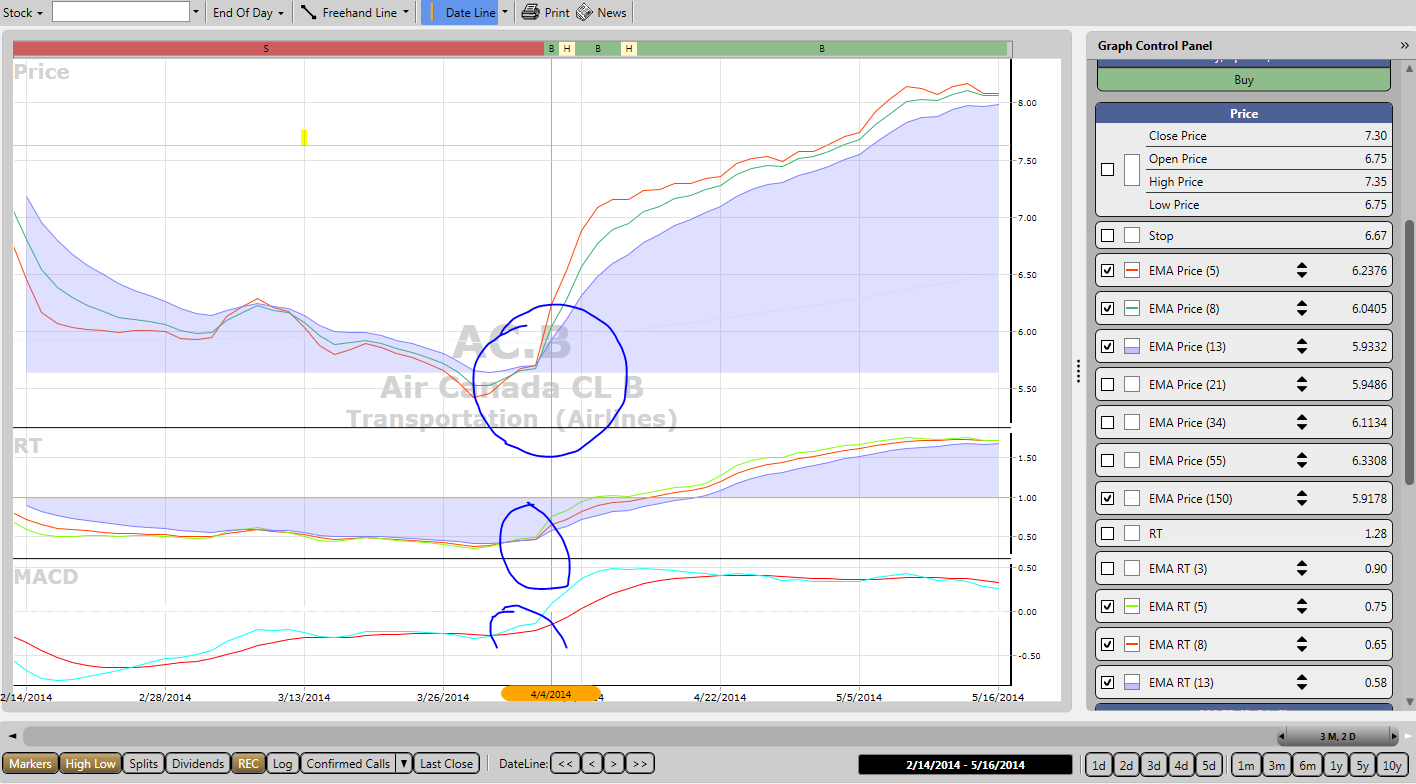 Stock
End Of Day
Freehand Line
Date Line
Print
News
S
B
H
B
H
B
Price
8.00
7.50
7.00
6.50
6.00
5.50
AC.B
Air Canada CL B
Transportation (Airlines)
RT
1.50
1.00
0.50
MACD
0.50
0.00
-0.50
2/14/2014
2/28/2014
3/13/2014
3/26/2014
4/4/2014
4/22/2014
5/5/2014
5/16/2014
Graph Control Panel
»
Buy
Price
Close Price 7.30
Open Price 6.75
High Price 7.35
Low Price 6.75
Stop 6.67
EMA Price (5) 6.2376
EMA Price (8) 6.0405
EMA Price (13) 5.9332
EMA Price (21) 5.9486
EMA Price (34) 6.1134
EMA Price (55) 6.3308
EMA Price (150) 5.9178
RT 1.28
EMA RT (3) 0.90
EMA RT (5) 0.75
EMA RT (8) 0.65
EMA RT (13) 0.58
3 M, 2 D
Markers
High Low
Splits
Dividends
REC
Log
Confirmed Calls
Last Close
DateLine:
<<
<
>
>>
2/14/2014 - 5/16/2014
1d
2d
3d
4d
5d
1m
3m
6m
1y
5y
10y